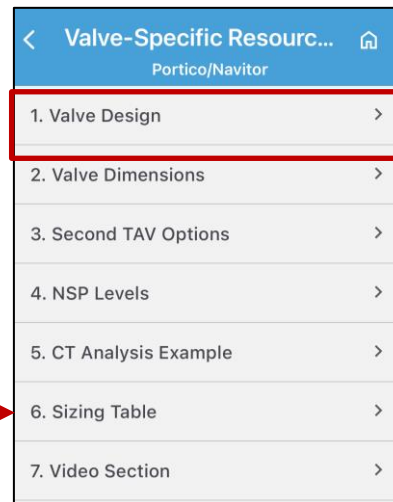 Valve-Specific Resourc...
Portico/Navitor
1. Valve Design
2. Valve Dimensions
3. Second TAV Options
4. NSP Levels
5. CT Analysis Example
6. Sizing Table
7. Video Section